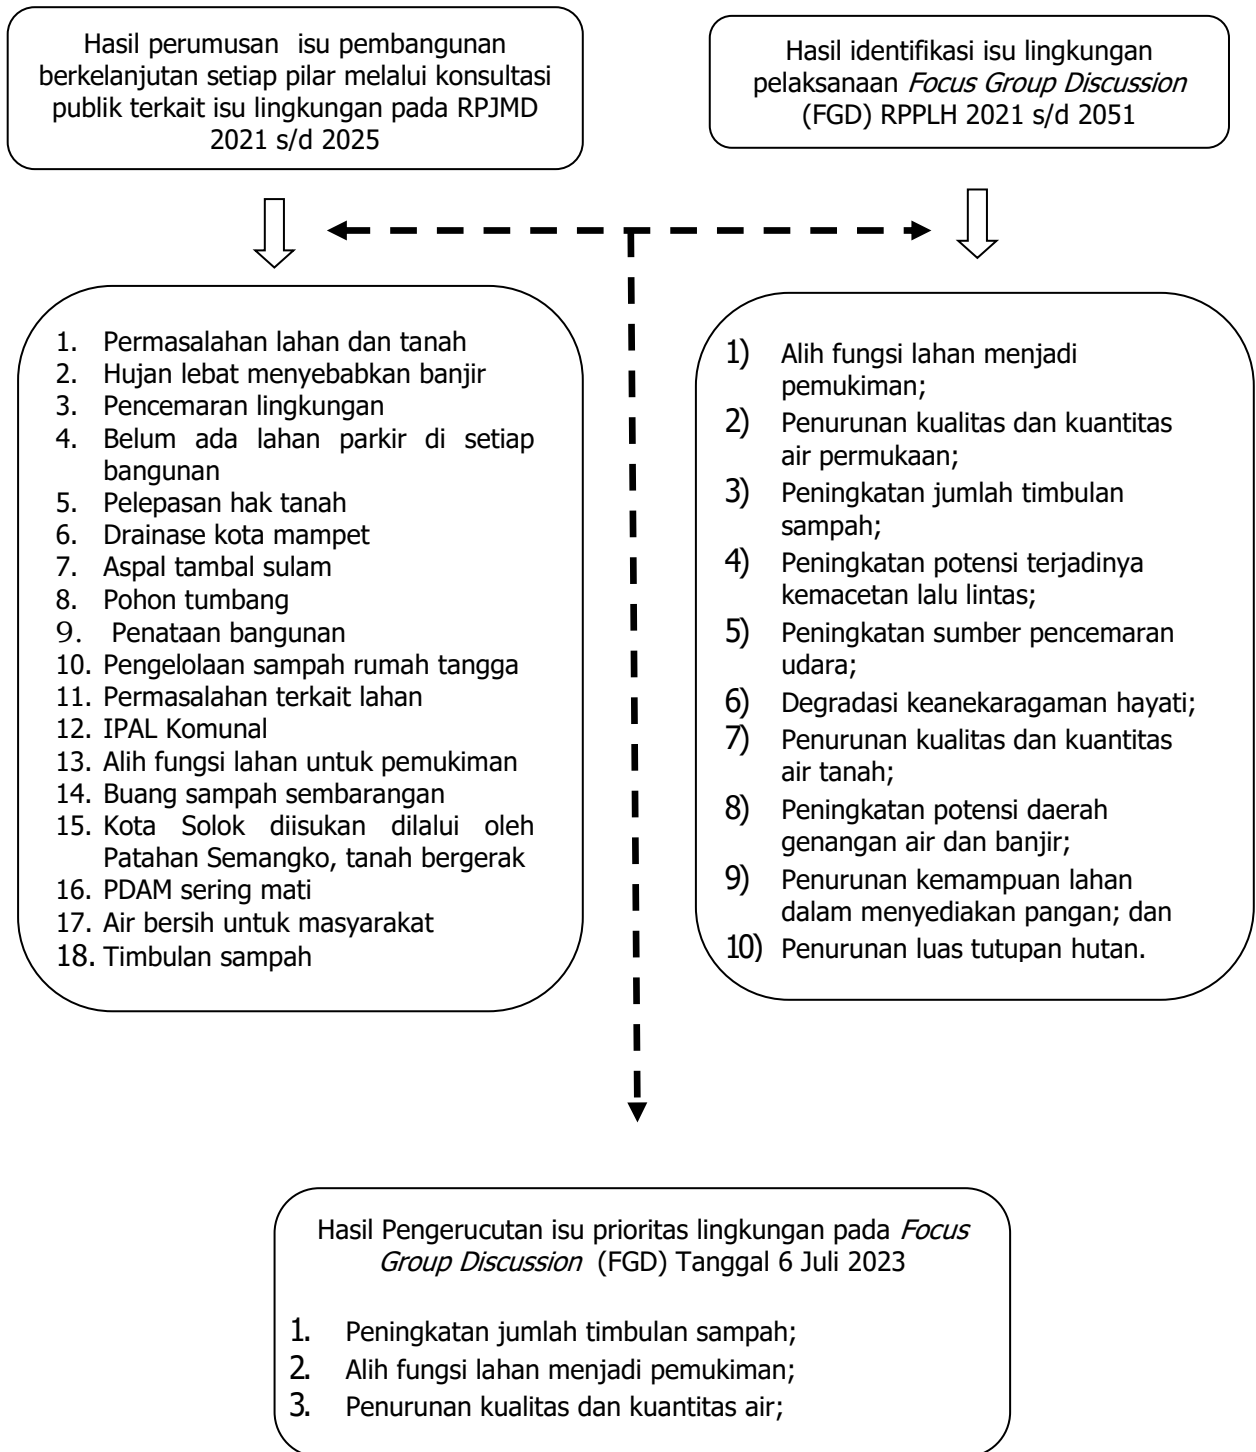 Hasil perumusan isu pembangunan
berkelanjutan setiap pilar melalui konsultasi
publik terkait isu lingkungan pada RPJMD
2021 s/d 2025
Hasil identifikasi isu lingkungan
pelaksanaan Focus Group Discussion
(FGD) RPPLH 2021 s/d 2051
1. Permasalahan lahan dan tanah
2. Hujan lebat menyebabkan banjir
3. Pencemaran lingkungan
4. Belum ada lahan parkir di setiap
bangunan
5. Pelepasan hak tanah
6. Drainase kota mampet
7. Aspal tambal sulam
8. Pohon tumbang
9. Penataan bangunan
10. Pengelolaan sampah rumah tangga
11. Permasalahan terkait lahan
12. IPAL Komunal
13. Alih fungsi lahan untuk pemukiman
14. Buang sampah sembarangan
15. Kota Solok diisukan dilalui oleh
Patahan Semangko, tanah bergerak
16. PDAM sering mati
17. Air bersih untuk masyarakat
18. Timbulan sampah
1) Alih fungsi lahan menjadi
pemukiman;
2) Penurunan kualitas dan kuantitas
air permukaan;
3) Peningkatan jumlah timbulan
sampah;
4) Peningkatan potensi terjadinya
kemacetan lalu lintas;
5) Peningkatan sumber pencemaran
udara;
6) Degradasi keanekaragaman hayati;
7) Penurunan kualitas dan kuantitas
air tanah;
8) Peningkatan potensi daerah
genangan air dan banjir;
9) Penurunan kemampuan lahan
dalam menyediakan pangan; dan
10) Penurunan luas tutupan hutan.
Hasil Pengerucutan isu prioritas lingkungan pada Focus
Group Discussion (FGD) Tanggal 6 Juli 2023
1. Peningkatan jumlah timbulan sampah;
2. Alih fungsi lahan menjadi pemukiman;
3. Penurunan kualitas dan kuantitas air;